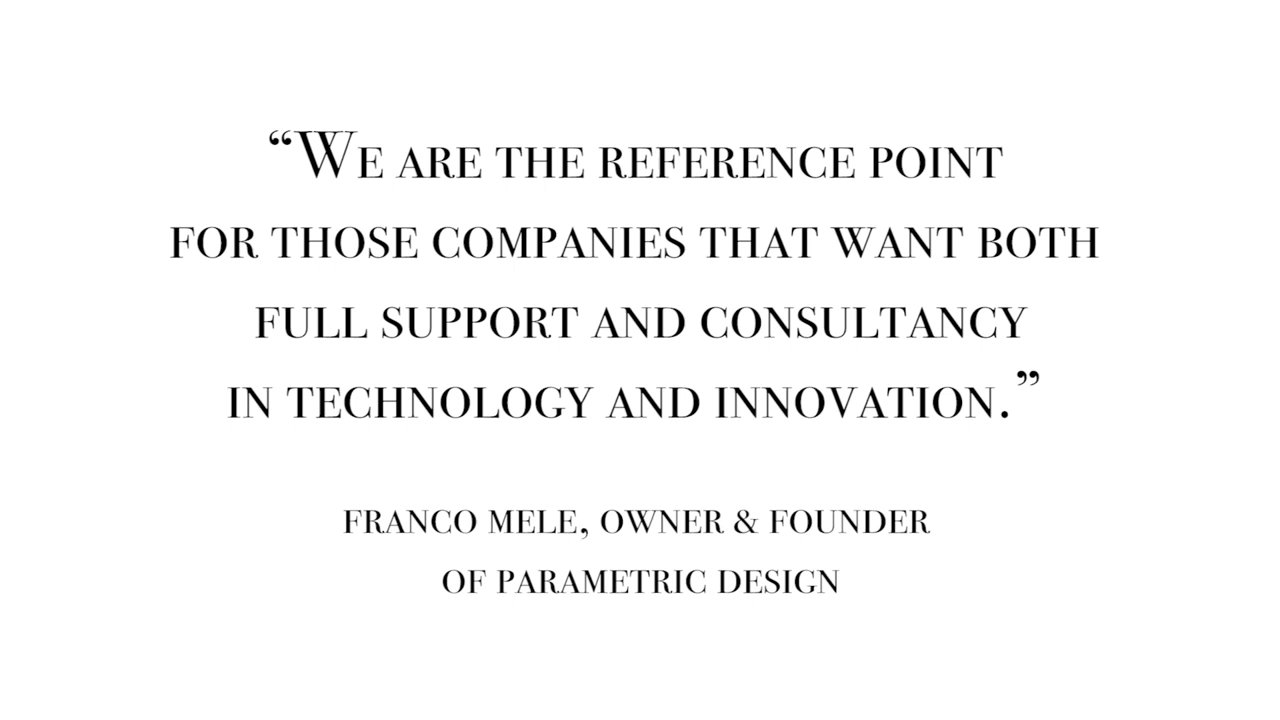 “We are the reference point
for those companies that want both
full support and consultancy
in technology and innovation.”
franco mele, owner & founder
of parametric design